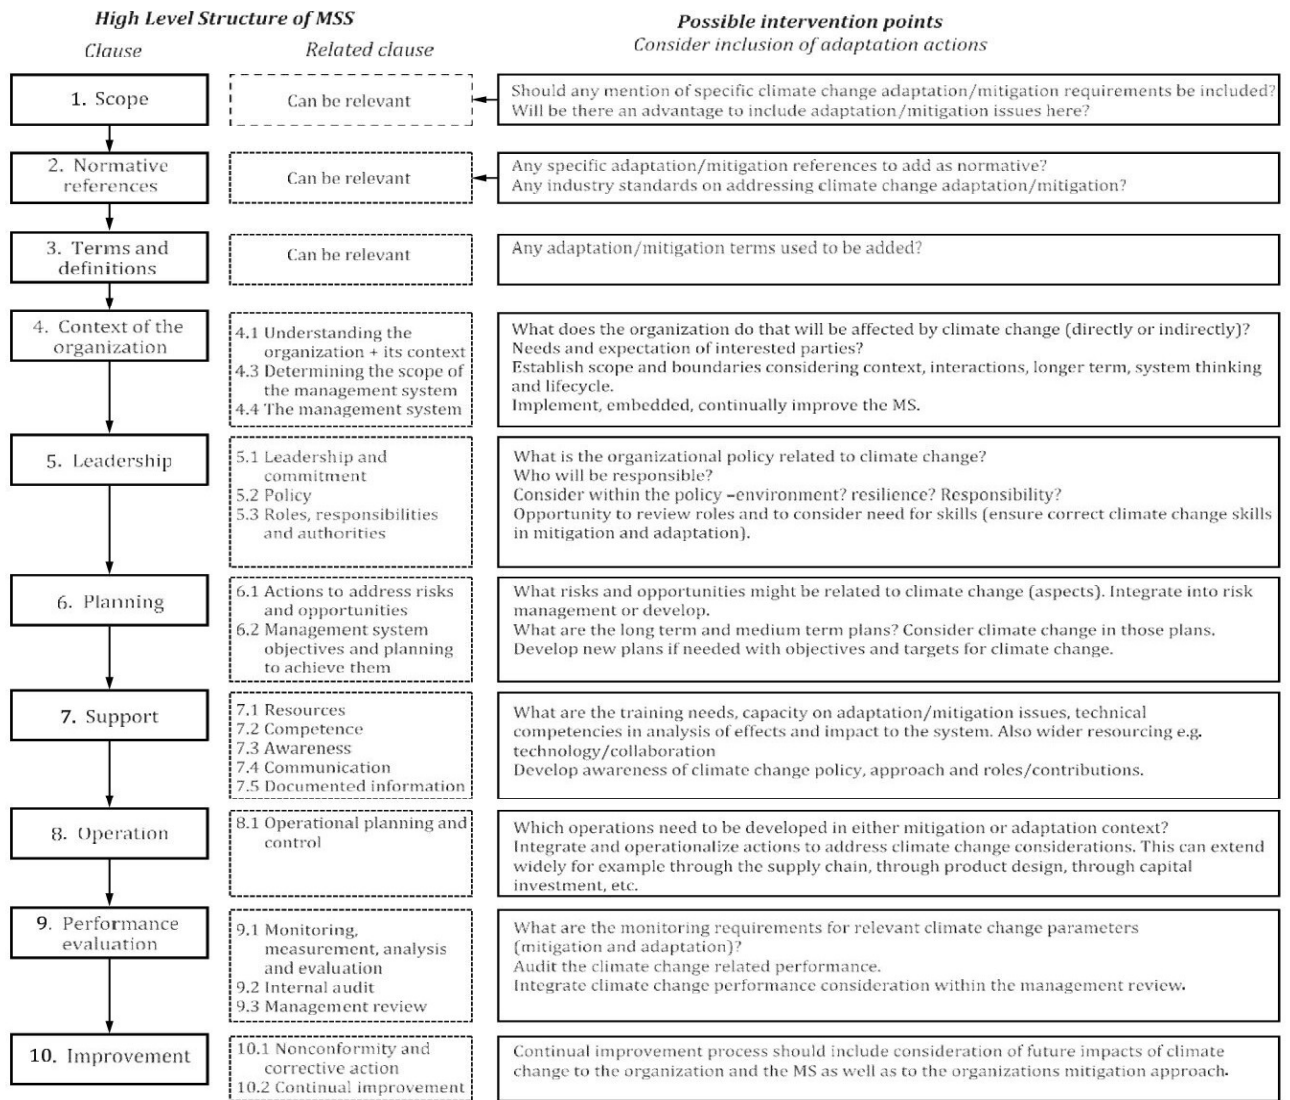 High Level Structure of MSS
Possible intervention points
Clause
Related clause
Consider inclusion of adaptation actions
1. Scope
Can be relevant
Should any mention of specific climate change adaptation/mitigation requirements be included?
Will be there an advantage to include adaptation/mitigation issues here?
2. Normative
references
Can be relevant
Any specific adaptation/mitigation references to add as normative?
Any industry standards on addressing climate change adaptation/mitigation?
3. Terms and
definitions
Can be relevant
Any adaptation/mitigation terms used to be added?
4. Context of the
organization
4.1 Understanding the
organization + its context
4.3 Determining the scope of
the management system
4.4 The management system
What does the organization do that will be affected by climate change (directly or indirectly)?
Needs and expectation of interested parties?
Establish scope and boundaries considering context, interactions, longer term, system thinking
and lifecycle.
Implement, embedded, continually improve the MS.
5. Leadership
5.1 Leadership and
commitment
5.2 Policy
5.3 Roles, responsibilities
and authorities
What is the organizational policy related to climate change?
Who will be responsible?
Consider within the policy –environment? resilience? Responsibility?
Opportunity to review roles and to consider need for skills (ensure correct climate change skills
in mitigation and adaptation).
6. Planning
6.1 Actions to address risks
and opportunities
6.2 Management system
objectives and planning
to achieve them
What risks and opportunities might be related to climate change (aspects). Integrate into risk
management or develop.
What are the long term and medium term plans? Consider climate change in those plans.
Develop new plans if needed with objectives and targets for climate change.
7. Support
7.1 Resources
7.2 Competence
7.3 Awareness
7.4 Communication
7.5 Documented information
What are the training needs, capacity on adaptation/mitigation issues, technical
competencies in analysis of effects and impact to the system. Also wider resourcing e.g.
technology/collaboration
Develop awareness of climate change policy, approach and roles/contributions.
8. Operation
8.1 Operational planning and
control
Which operations need to be developed in either mitigation or adaptation context?
Integrate and operationalize actions to address climate change considerations. This can extend
widely for example through the supply chain, through product design, through capital
investment, etc.
9. Performance
evaluation
9.1 Monitoring,
measurement, analysis
and evaluation
9.2 Internal audit
9.3 Management review
What are the monitoring requirements for relevant climate change parameters
(mitigation and adaptation)?
Audit the climate change related performance.
Integrate climate change performance consideration within the management review.
10. Improvement
10.1 Nonconformity and
corrective action
10.2 Continual improvement
Continual improvement process should include consideration of future impacts of climate
change to the organization and the MS as well as to the organizations mitigation approach.